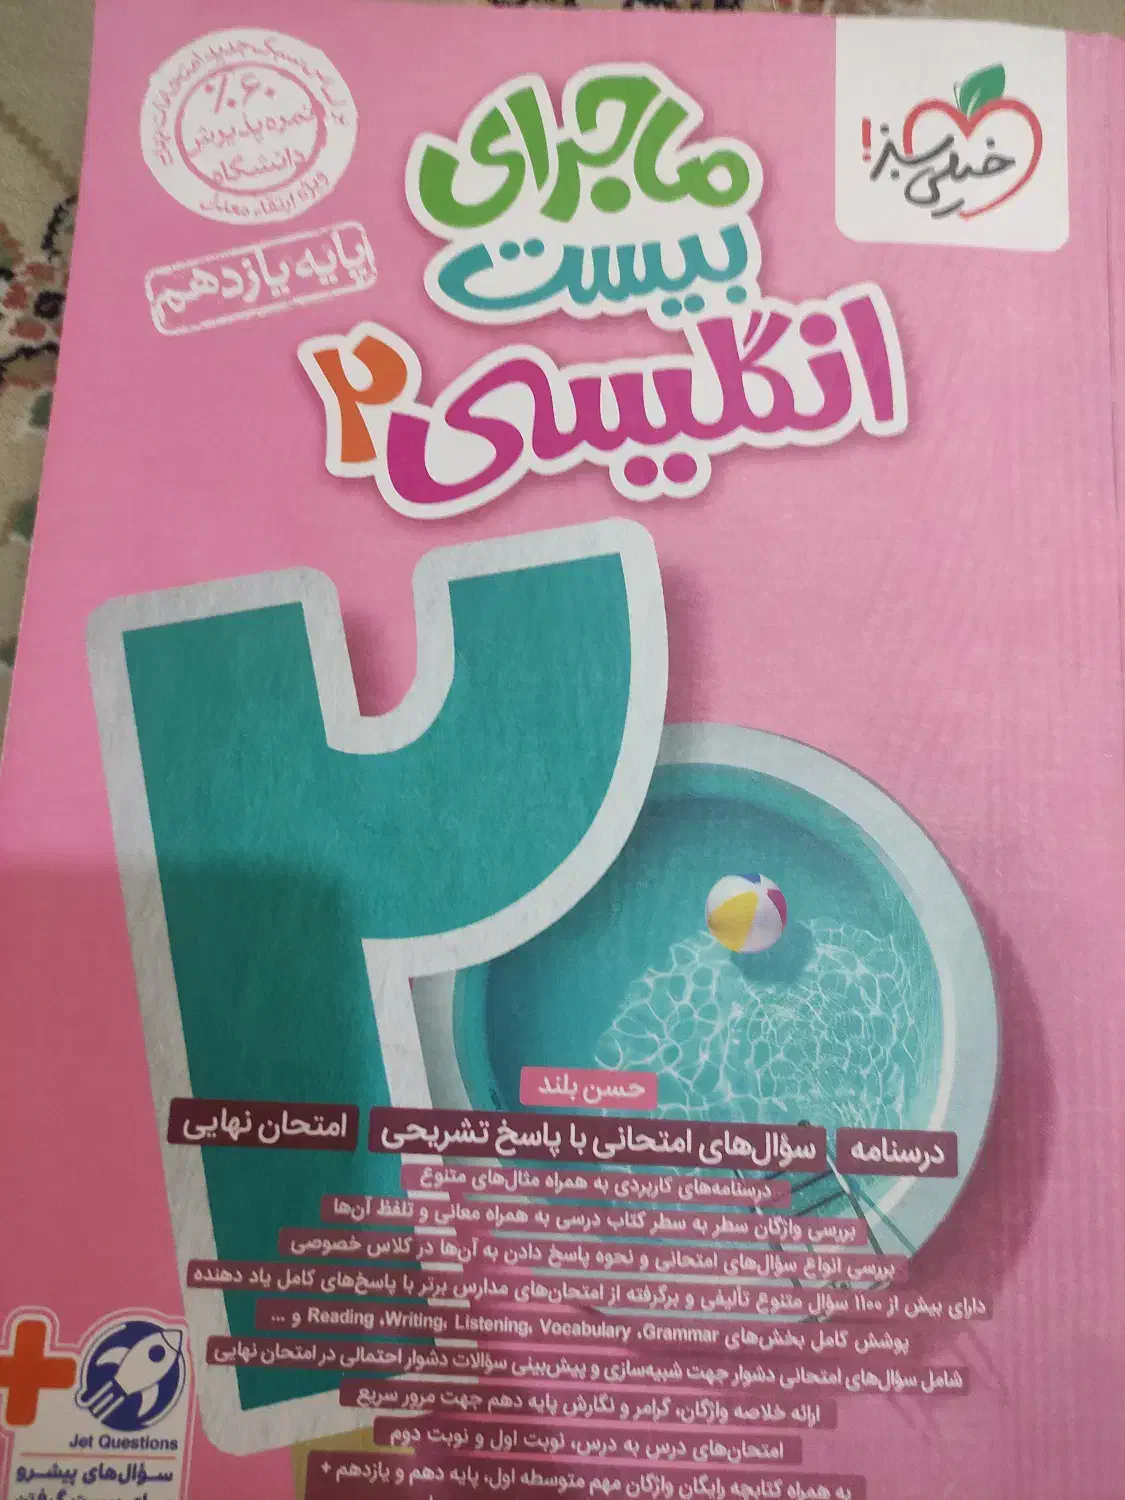 خیلی سبز!
۶۰٪
نمره پذیرش
دانشگاه
ویژه ارتقاء معدل
پایه یازدهم
ماجرای
بیست
انگلیسی ۲
۲۰
حسن بلند
درسنامه سؤال‌های امتحانی با پاسخ تشریحی امتحان نهایی
درسنامه‌های کاربردی به همراه مثال‌های متنوع
بررسی واژگان سطر به سطر کتاب درسی به همراه معانی و تلفظ آن‌ها
بررسی انواع سؤال‌های امتحانی و نحوه پاسخ دادن به آن‌ها در کلاس خصوصی
دارای بیش از ۱۱۰۰ سؤال متنوع تألیفی و برگرفته از امتحان‌های مدارس برتر با پاسخ‌های کامل یاد دهنده
پوشش کامل بخش‌های Reading ،Writing، Listening، Vocabulary ،Grammar و ...
شامل سؤال‌های امتحانی دشوار جهت شبیه‌سازی و پیش‌بینی سؤالات دشوار احتمالی در امتحان نهایی
ارائه خلاصه واژگان، گرامر و نگارش پایه دهم جهت مرور سریع
امتحان‌های درس به درس، نوبت اول و نوبت دوم
به همراه کتابچه رایگان واژگان مهم متوسطه اول، پایه دهم و یازدهم +
Jet Questions
سؤال‌های پیشرو